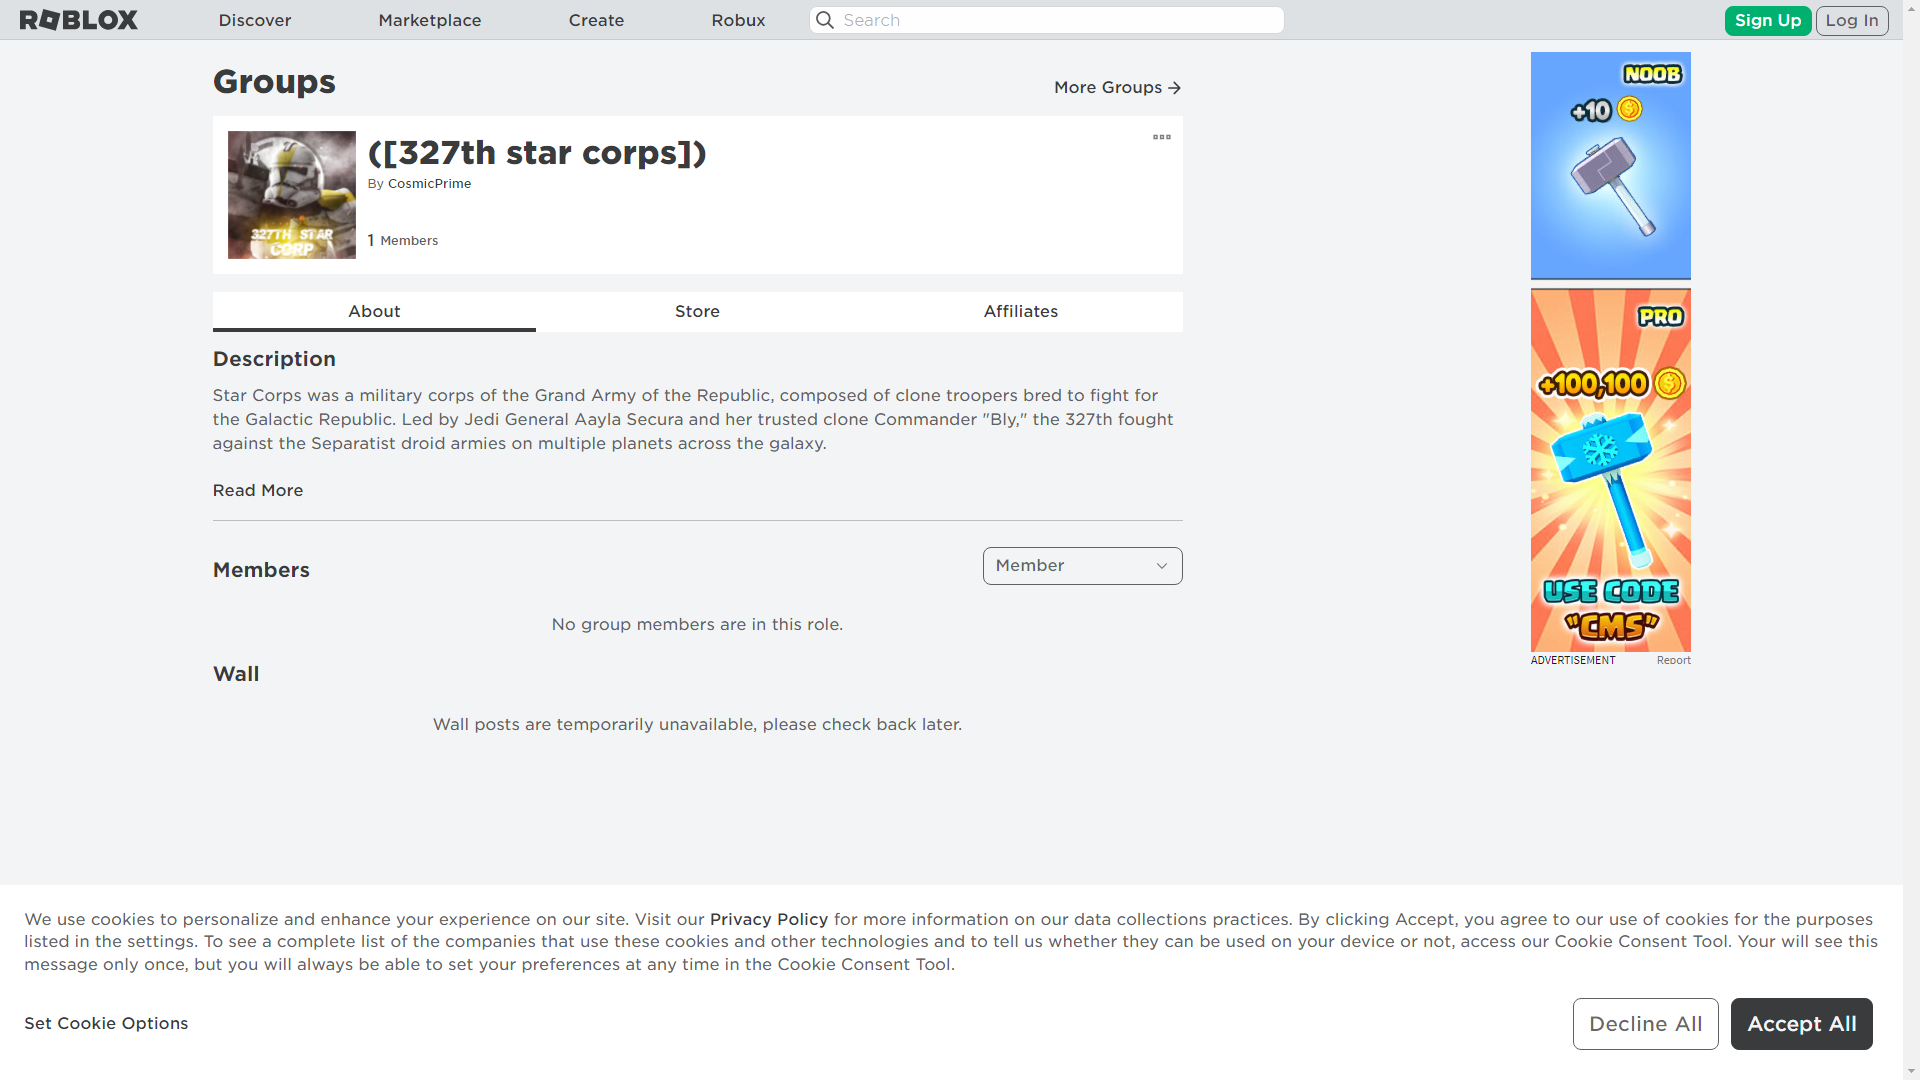 ROBLOX
Discover
Marketplace
Create
Robux
Search
Sign Up
Log In
Groups
More Groups
([327th star corps])
By CosmicPrime
1 Members
327TH STAR
CORP
About
Store
Affiliates
Description
Star Corps was a military corps of the Grand Army of the Republic, composed of clone troopers bred to fight for
the Galactic Republic. Led by Jedi General Aayla Secura and her trusted clone Commander "Bly," the 327th fought
against the Separatist droid armies on multiple planets across the galaxy.
Read More
Members
Member
No group members are in this role.
Wall
Wall posts are temporarily unavailable, please check back later.
NOOB
+10
PRO
+100,100
USE CODE
"CMS"
ADVERTISEMENT
Report
We use cookies to personalize and enhance your experience on our site. Visit our Privacy Policy for more information on our data collections practices. By clicking Accept, you agree to our use of cookies for the purposes
listed in the settings. To see a complete list of the companies that use these cookies and other technologies and to tell us whether they can be used on your device or not, access our Cookie Consent Tool. Your will see this
message only once, but you will always be able to set your preferences at any time in the Cookie Consent Tool.
Set Cookie Options
Decline All
Accept All